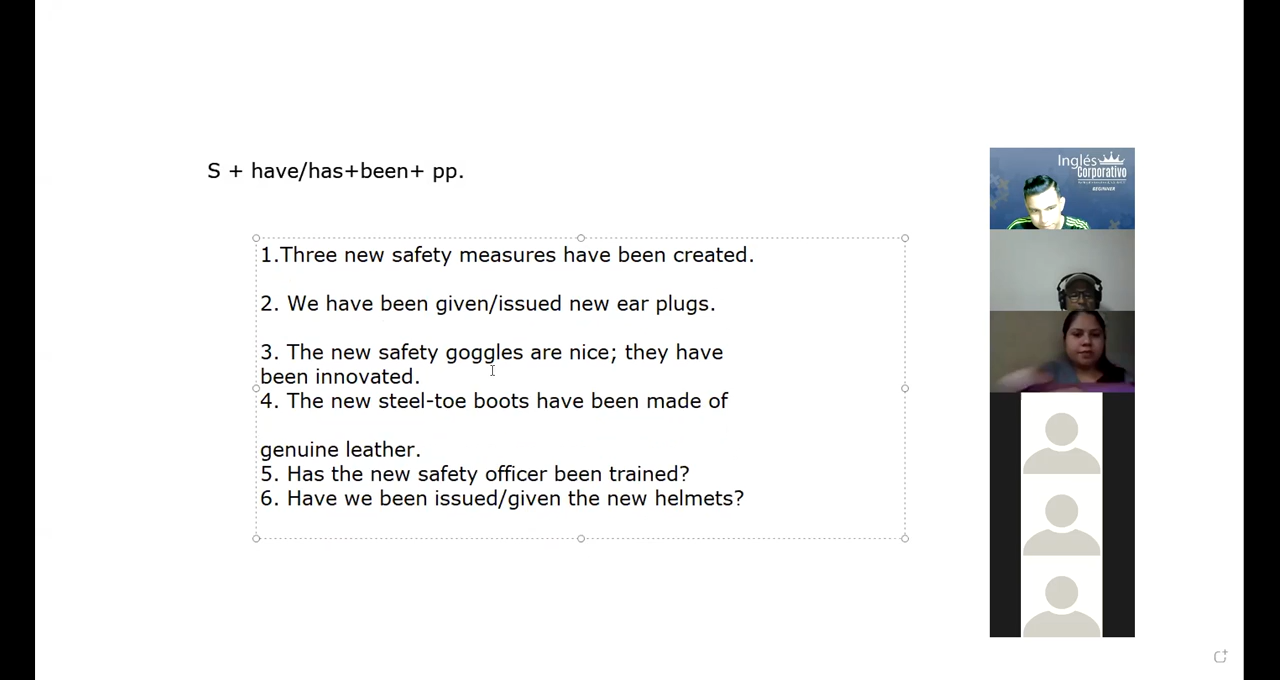 S + have/has+been+ pp.
1.Three new safety measures have been created.
2. We have been given/issued new ear plugs.
3. The new safety goggles are nice; they have
been innovated.
4. The new steel-toe boots have been made of
genuine leather.
5. Has the new safety officer been trained?
6. Have we been issued/given the new helmets?
Inglés
Corporativo
BEGINNER